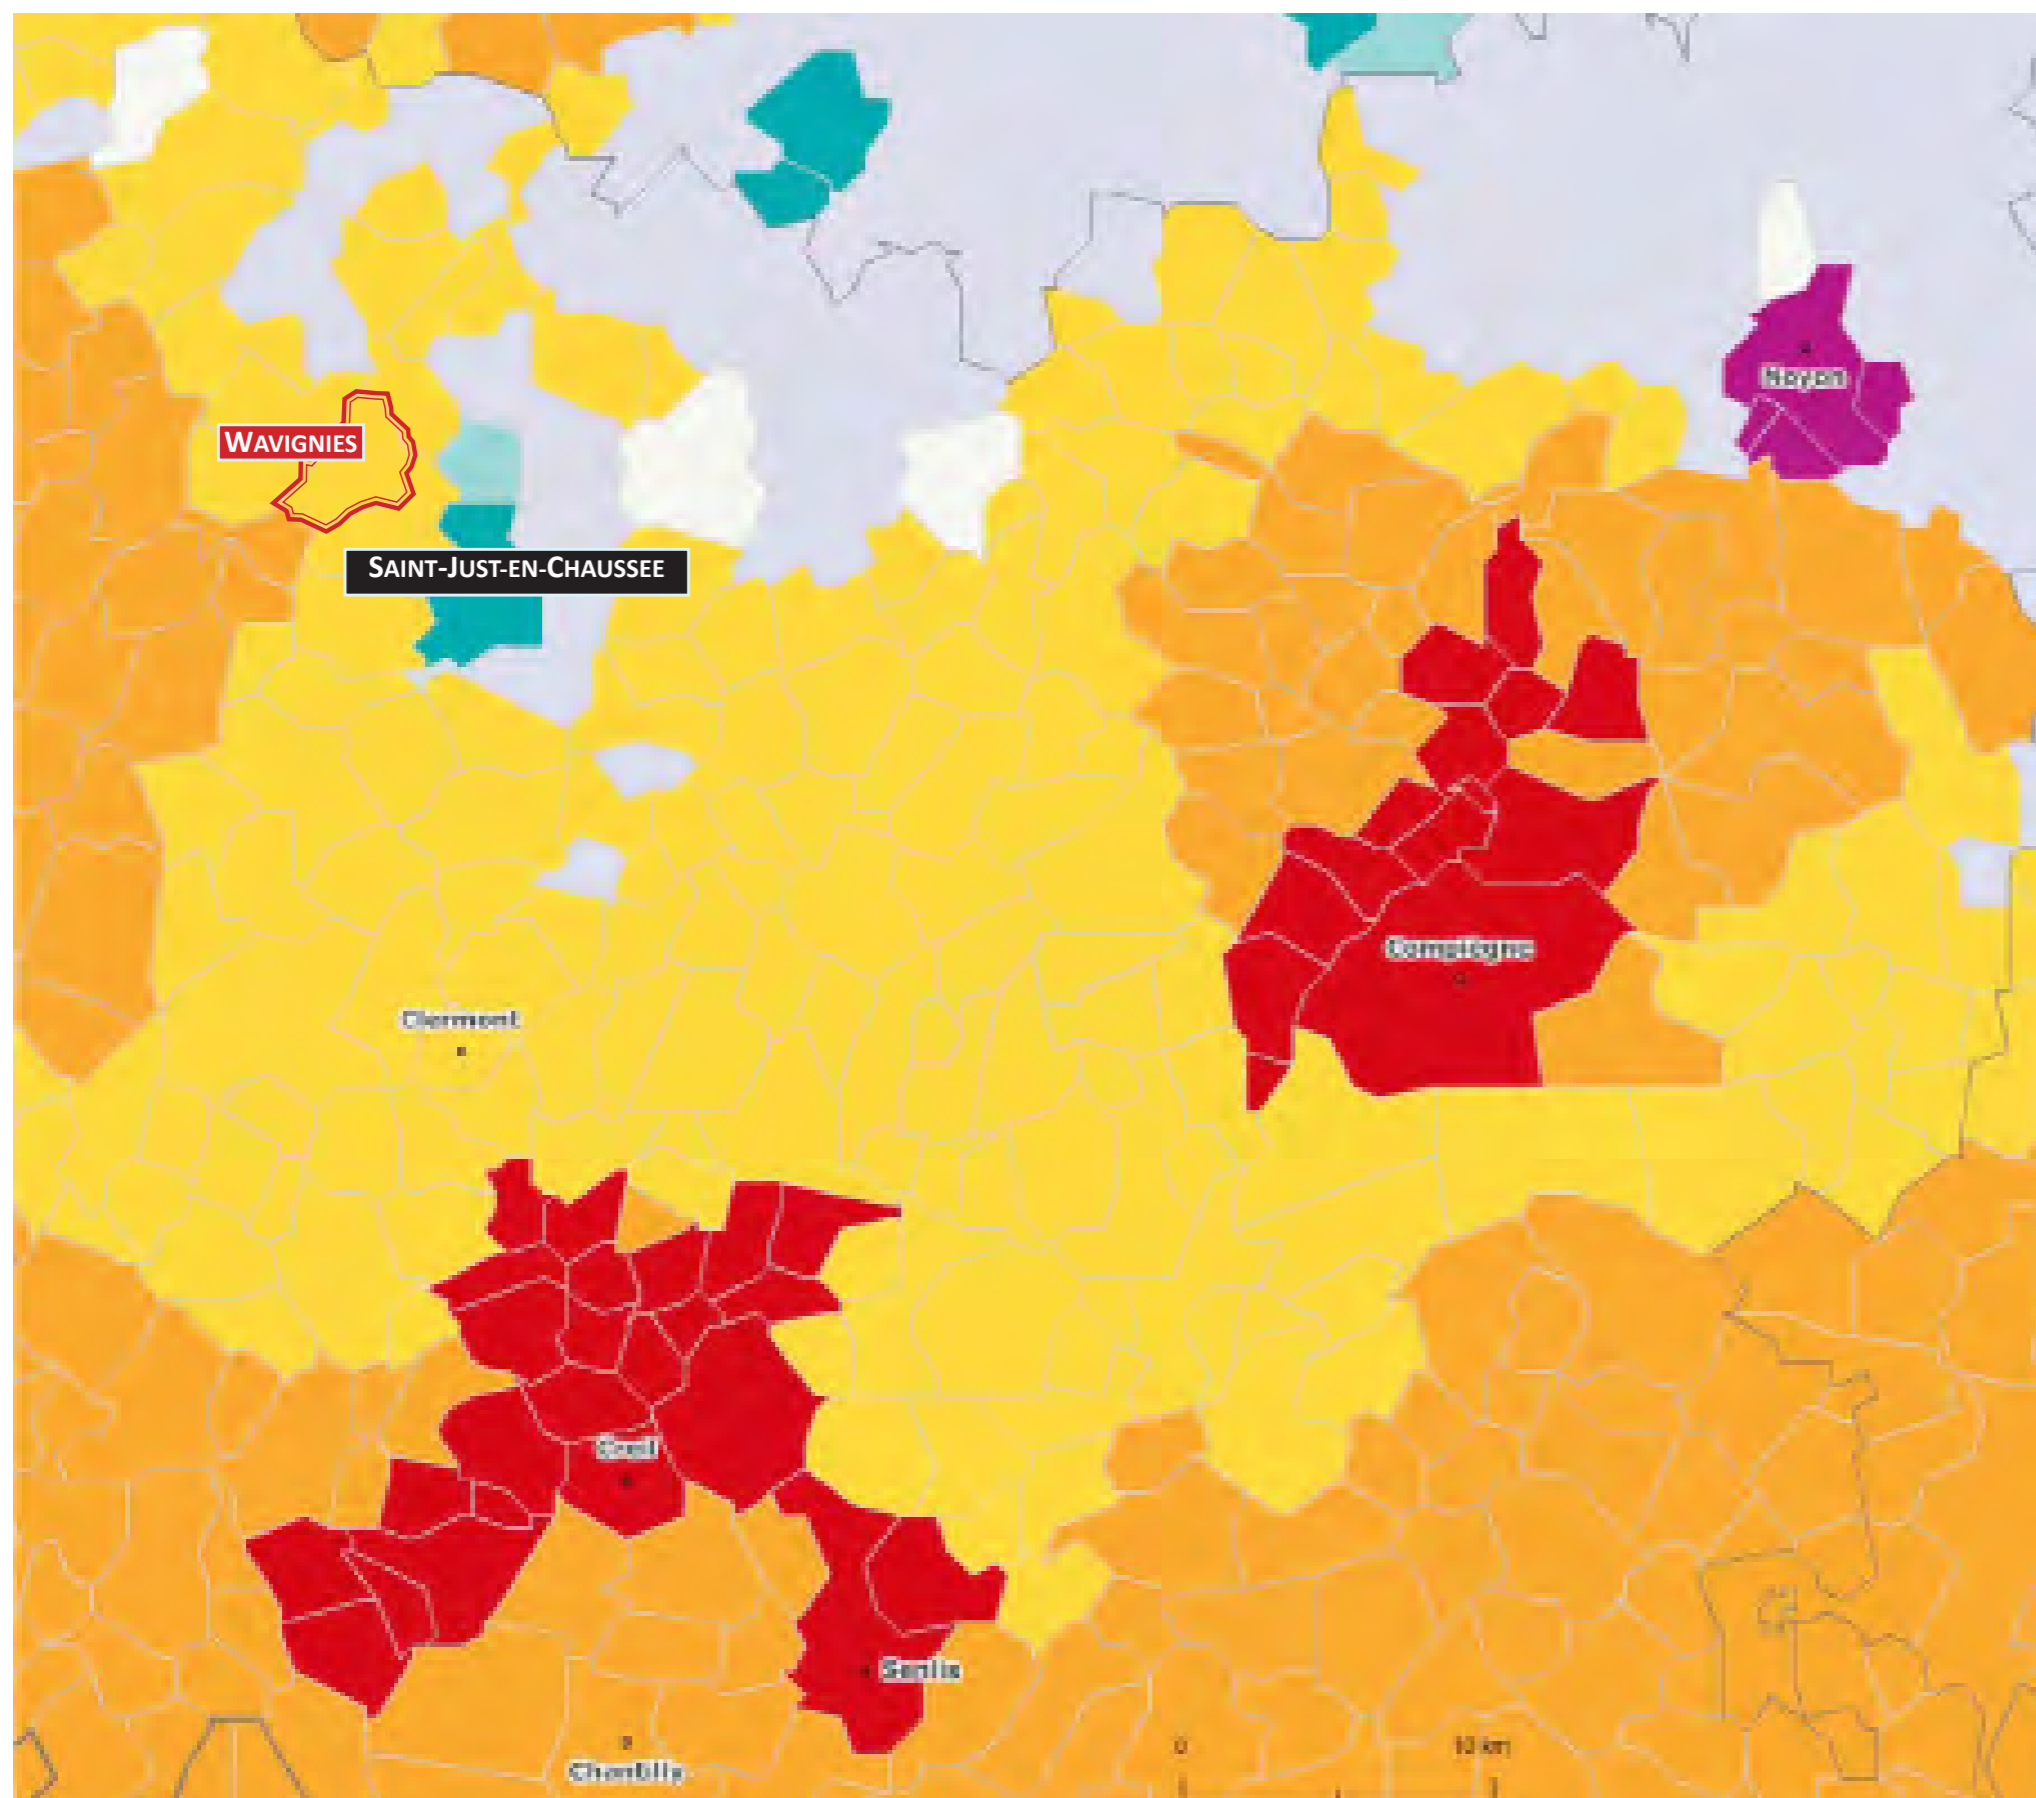 Noyon
WAVIGNIES
SAINT-JUST-EN-CHAUSSEE
Compiègne
Clermont
Creil
Senlis
0 10 km
Chantilly